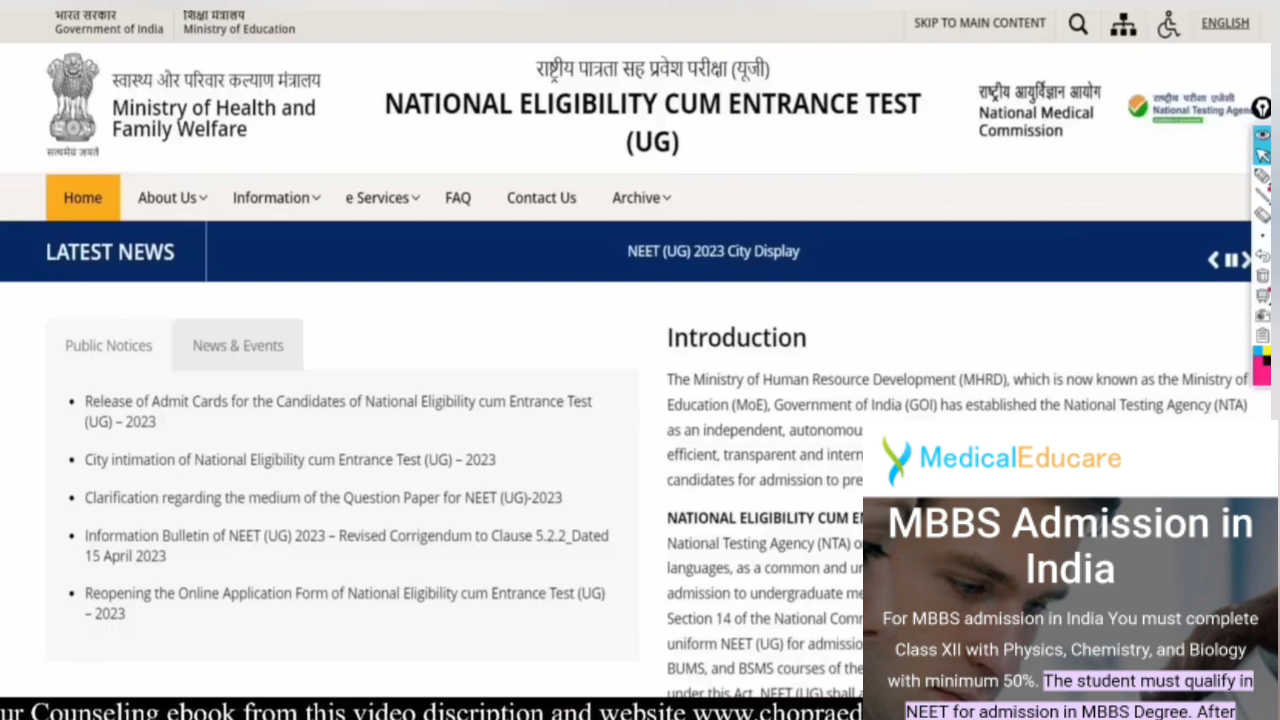 भारत सरकार
Government of India
शिक्षा मंत्रालय
Ministry of Education
SKIP TO MAIN CONTENT
ENGLISH
स्वास्थ्य और परिवार कल्याण मंत्रालय
Ministry of Health and
Family Welfare
सत्यमेव जयते
राष्ट्रीय पात्रता सह प्रवेश परीक्षा (यूजी)
NATIONAL ELIGIBILITY CUM ENTRANCE TEST
(UG)
राष्ट्रीय आयुर्विज्ञान आयोग
National Medical
Commission
राष्ट्रीय परीक्षा एजेंसी
National Testing Agen
Home
About Us
Information
e Services
FAQ
Contact Us
Archive
LATEST NEWS
NEET (UG) 2023 City Display
Public Notices
News & Events
Release of Admit Cards for the Candidates of National Eligibility cum Entrance Test
(UG) – 2023
City intimation of National Eligibility cum Entrance Test (UG) – 2023
Clarification regarding the medium of the Question Paper for NEET (UG)-2023
Information Bulletin of NEET (UG) 2023 – Revised Corrigendum to Clause 5.2.2_Dated
15 April 2023
Reopening the Online Application Form of National Eligibility cum Entrance Test (UG)
– 2023
Introduction
The Ministry of Human Resource Development (MHRD), which is now known as the Ministry of
Education (MoE), Government of India (GOI) has established the National Testing Agency (NTA)
as an independent, autonomou
efficient, transparent and intern
candidates for admission to pre
NATIONAL ELIGIBILITY CUM E
National Testing Agency (NTA) o
languages, as a common and u
admission to undergraduate me
Section 14 of the National Com
uniform NEET (UG) for admissio
BUMS, and BSMS courses of the
under this Act. NEET (UG) shall
MedicalEducare
MBBS Admission in
India
For MBBS admission in India You must complete
Class XII with Physics, Chemistry, and Biology
with minimum 50%. The student must qualify in
NEET for admission in MBBS Degree. After
ur Counseling ebook from this video discription and website www.chopraed